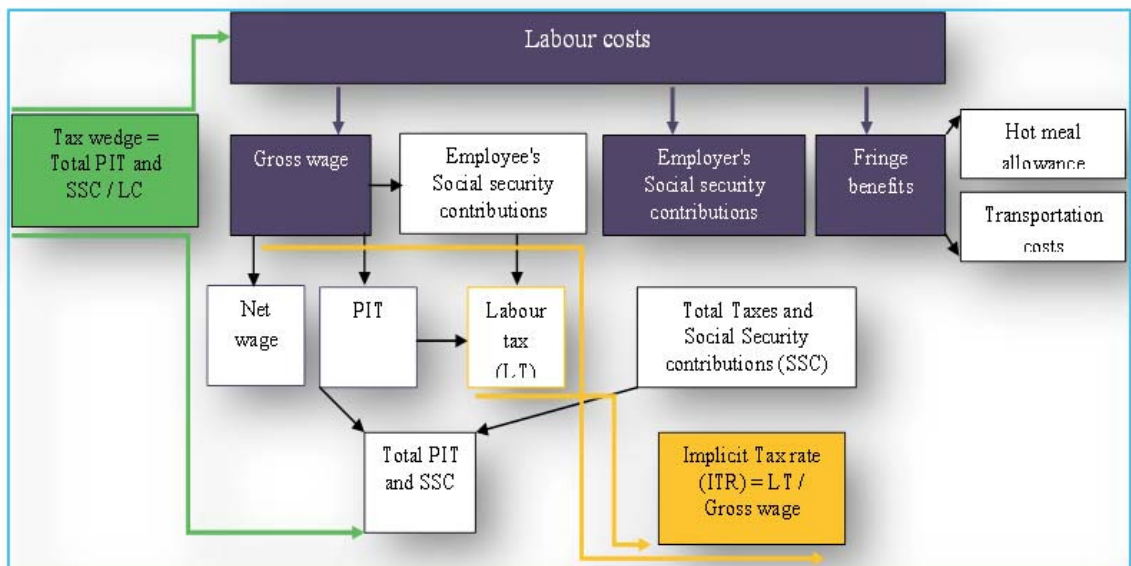 Labour costs
Tax wedge =
Total PIT and
SSC / LC
Gross wage
Employee's
Social security
contributions
Employer's
Social security
contributions
Fringe
benefits
Hot meal
allowance
Transportation
costs
Net
wage
PIT
Labour
tax
(LT)
Total Taxes and
Social Security
contributions (SSC)
Total PIT
and SSC
Implicit Tax rate
(ITR) = LT /
Gross wage